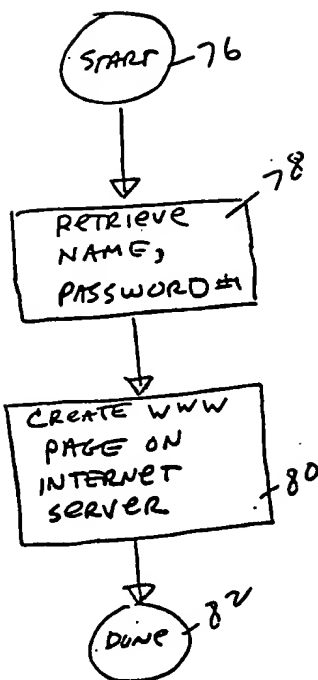 START
76
78
RETRIEVE
NAME,
PASSWORD #1
CREATE WWW
PAGE ON
INTERNET
SERVER
80
DONE
82